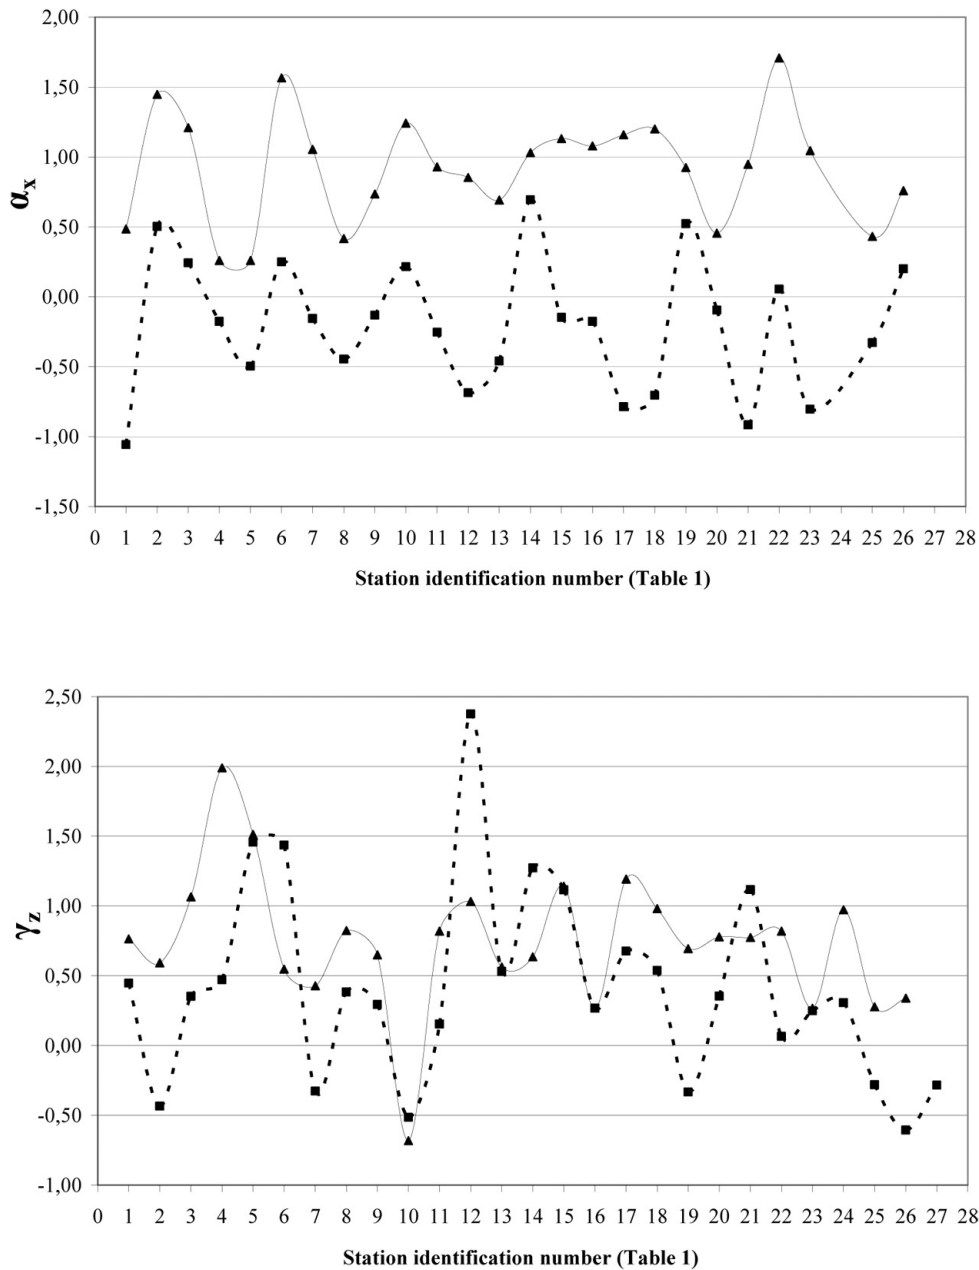 2,00
1,50
1,00
0,50
0,00
-0,50
-1,00
-1,50
αx
0 1 2 3 4 5 6 7 8 9 10 11 12 13 14 15 16 17 18 19 20 21 22 23 24 25 26 27 28
Station identification number (Table 1)
2,50
2,00
1,50
1,00
0,50
0,00
-0,50
-1,00
γz
0 1 2 3 4 5 6 7 8 9 10 11 12 13 14 15 16 17 18 19 20 21 22 23 24 25 26 27 28
Station identification number (Table 1)